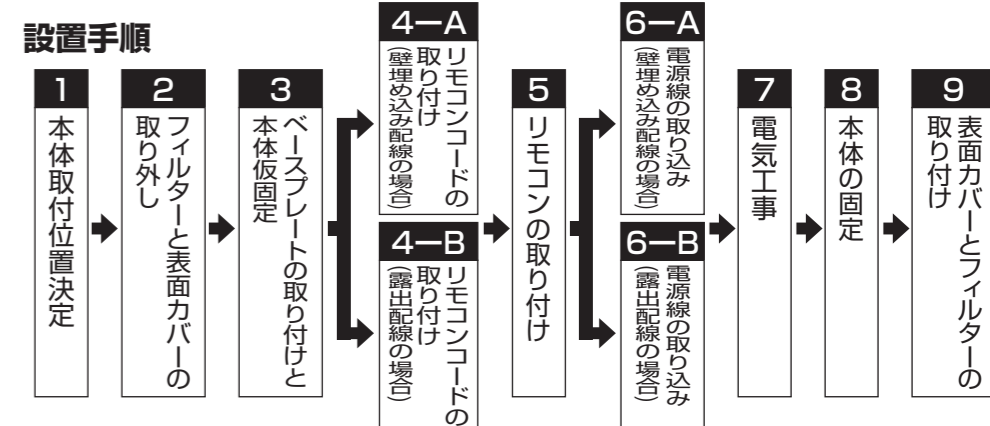 設置手順
1
本体取付位置決定
2
フィルターと表面カバーの
取り外し
3
ベースプレートの取り付けと
本体仮固定
4―A
リモコンコードの
取り付け
(壁埋め込み配線の場合)
4―B
リモコンコードの
取り付け
(露出配線の場合)
5
リモコンの取り付け
6―A
電源線の取り込み
(壁埋め込み配線の場合)
6―B
電源線の取り込み
(露出配線の場合)
7
電気工事
8
本体の固定
9
表面カバーとフィルターの
取り付け